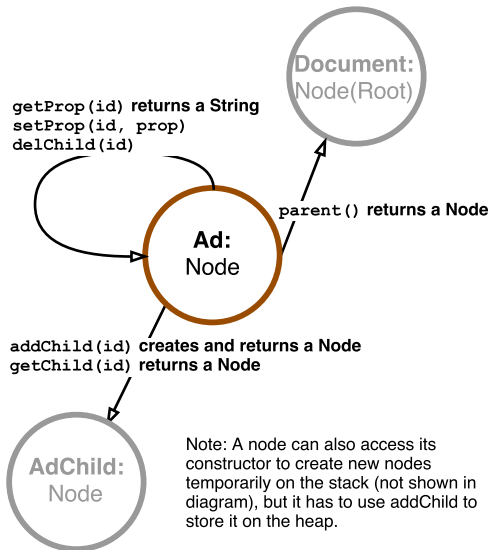 Document:
Node(Root)
getProp(id) returns a String
setProp(id, prop)
delChild(id)
parent() returns a Node
Ad:
Node
addChild(id) creates and returns a Node
getChild(id) returns a Node
AdChild:
Node
Note: A node can also access its
constructor to create new nodes
temporarily on the stack (not shown in
diagram), but it has to use addChild to
store it on the heap.